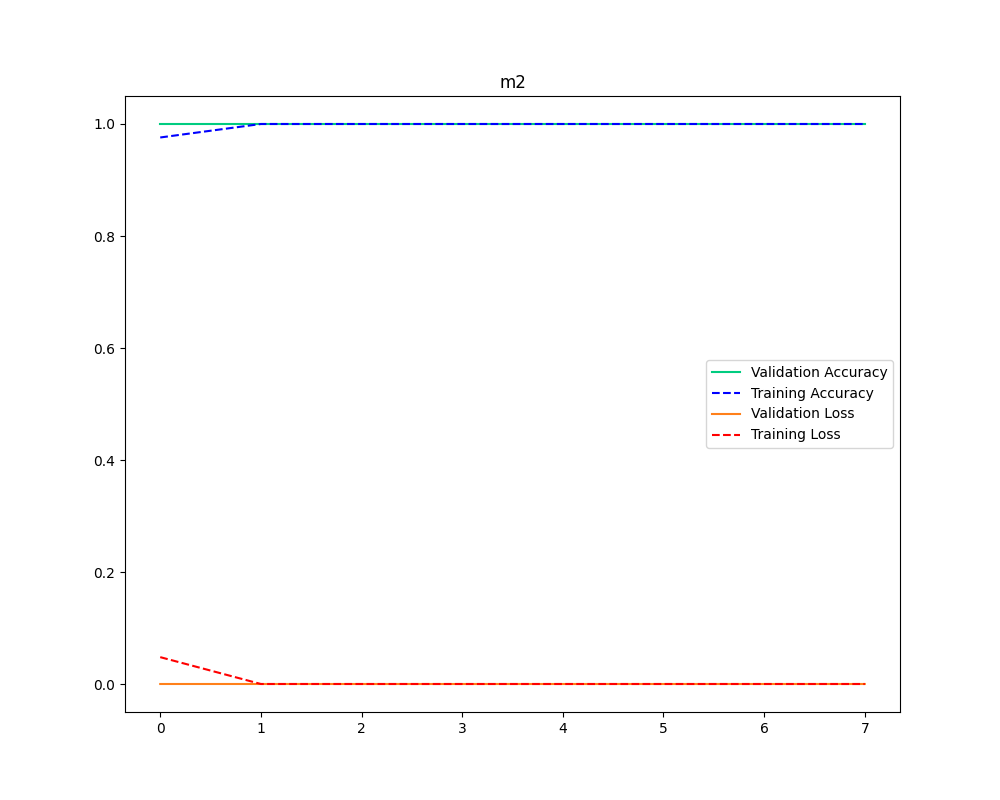 m2
1.0
0.8
0.6
0.4
0.2
0.0
Validation Accuracy
Training Accuracy
Validation Loss
Training Loss
0 1 2 3 4 5 6 7